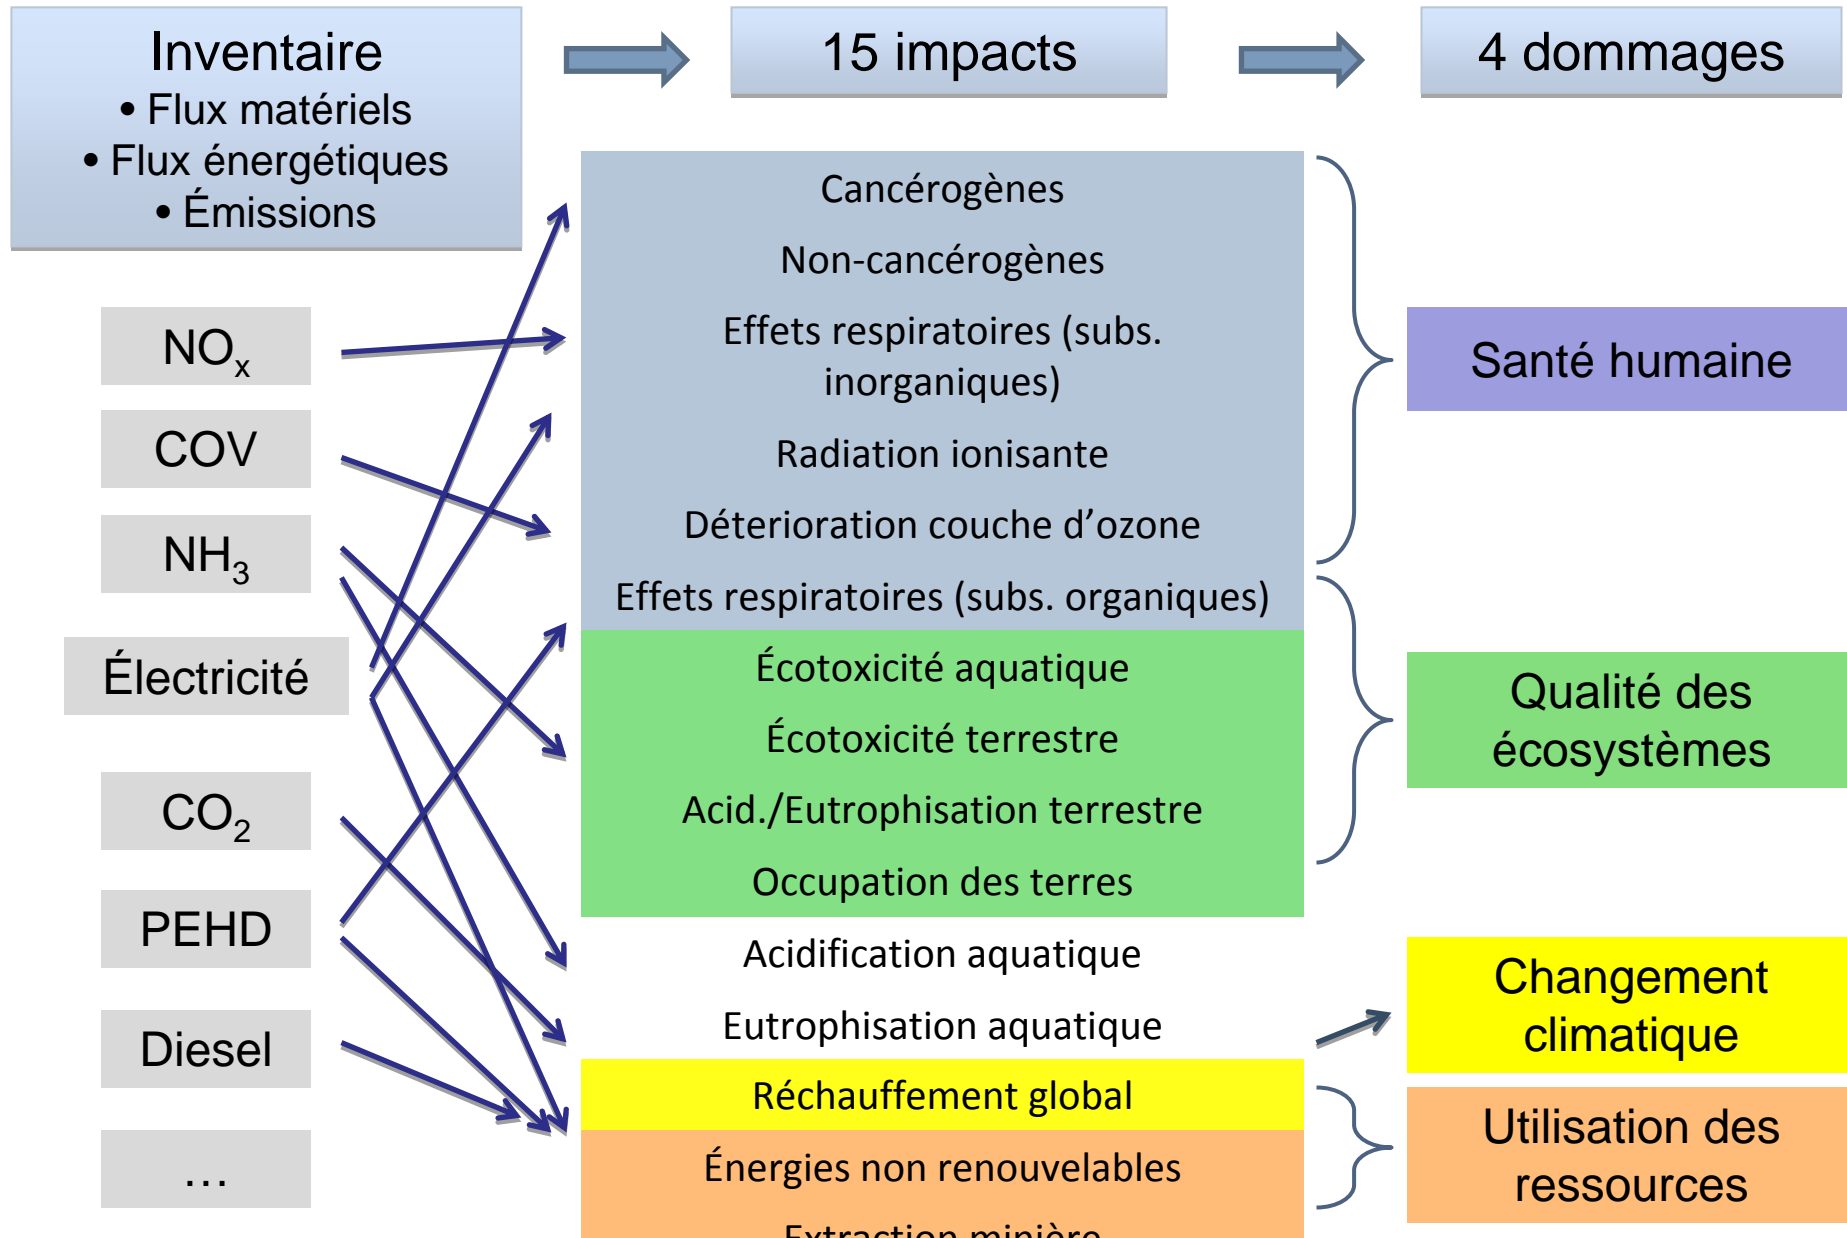 Inventaire
• Flux matériels
• Flux énergétiques
• Émissions
15 impacts
4 dommages
NOx
COV
NH3
Électricité
CO2
PEHD
Diesel
…
Cancérogènes
Non-cancérogènes
Effets respiratoires (subs.
inorganiques)
Radiation ionisante
Déterioration couche d’ozone
Effets respiratoires (subs. organiques)
Écotoxicité aquatique
Écotoxicité terrestre
Acid./Eutrophisation terrestre
Occupation des terres
Acidification aquatique
Eutrophisation aquatique
Réchauffement global
Énergies non renouvelables
Extraction minière
Santé humaine
Qualité des
écosystèmes
Changement
climatique
Utilisation des
ressources